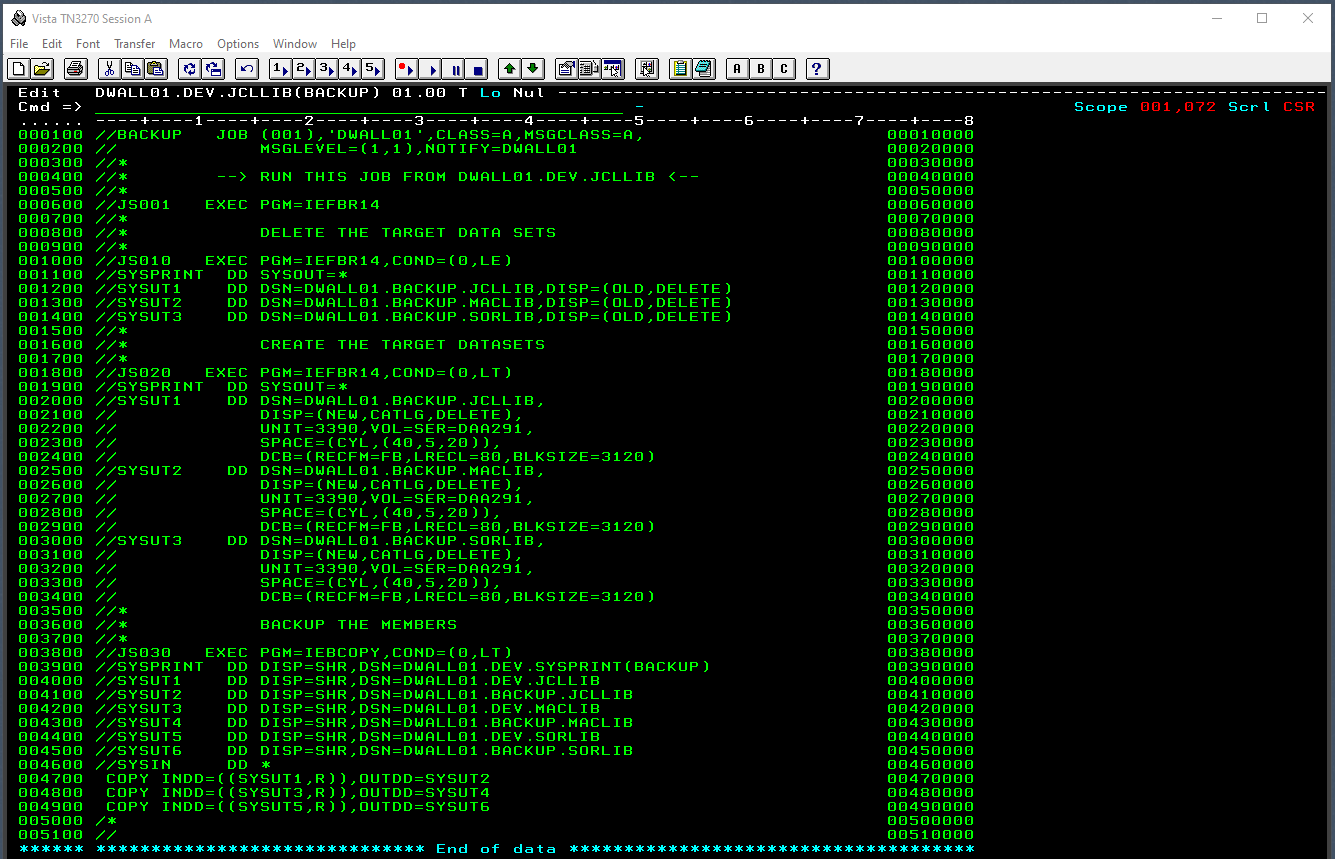 Vista TN3270 Session A
File Edit Font Transfer Macro Options Window Help
1 2 3 4 5 A B C ?
Edit     DWALL01.DEV.JCLLIB(BACKUP) 01.00 T Lo Nul ----------------------------------------------------------------------
Cmd => _ Scope 001,072 Scrl CSR
...... ----+----1----+----2----+----3----+----4----+----5----+----6----+----7----+----8
000100 //BACKUP   JOB (001),'DWALL01',CLASS=A,MSGCLASS=A,                      00010000
000200 //             MSGLEVEL=(1,1),NOTIFY=DWALL01                            00020000
000300 //*                                                                     00030000
000400 //*        --> RUN THIS JOB FROM DWALL01.DEV.JCLLIB <--                 00040000
000500 //*                                                                     00050000
000600 //JS001   EXEC PGM=IEFBR14                                              00060000
000700 //*                                                                     00070000
000800 //*            DELETE THE TARGET DATA SETS                              00080000
000900 //*                                                                     00090000
001000 //JS010   EXEC PGM=IEFBR14,COND=(0,LE)                                  00100000
001100 //SYSPRINT  DD SYSOUT=*                                                 00110000
001200 //SYSUT1    DD DSN=DWALL01.BACKUP.JCLLIB,DISP=(OLD,DELETE)              00120000
001300 //SYSUT2    DD DSN=DWALL01.BACKUP.MACLIB,DISP=(OLD,DELETE)              00130000
001400 //SYSUT3    DD DSN=DWALL01.BACKUP.SORLIB,DISP=(OLD,DELETE)              00140000
001500 //*                                                                     00150000
001600 //*            CREATE THE TARGET DATASETS                               00160000
001700 //*                                                                     00170000
001800 //JS020   EXEC PGM=IEFBR14,COND=(0,LT)                                  00180000
001900 //SYSPRINT  DD SYSOUT=*                                                 00190000
002000 //SYSUT1    DD DSN=DWALL01.BACKUP.JCLLIB,                               00200000
002100 //             DISP=(NEW,CATLG,DELETE),                                 00210000
002200 //             UNIT=3390,VOL=SER=DAA291,                                00220000
002300 //             SPACE=(CYL,(40,5,20)),                                   00230000
002400 //             DCB=(RECFM=FB,LRECL=80,BLKSIZE=3120)                     00240000
002500 //SYSUT2    DD DSN=DWALL01.BACKUP.MACLIB,                               00250000
002600 //             DISP=(NEW,CATLG,DELETE),                                 00260000
002700 //             UNIT=3390,VOL=SER=DAA291,                                00270000
002800 //             SPACE=(CYL,(40,5,20)),                                   00280000
002900 //             DCB=(RECFM=FB,LRECL=80,BLKSIZE=3120)                     00290000
003000 //SYSUT3    DD DSN=DWALL01.BACKUP.SORLIB,                               00300000
003100 //             DISP=(NEW,CATLG,DELETE),                                 00310000
003200 //             UNIT=3390,VOL=SER=DAA291,                                00320000
003300 //             SPACE=(CYL,(40,5,20)),                                   00330000
003400 //             DCB=(RECFM=FB,LRECL=80,BLKSIZE=3120)                     00340000
003500 //*                                                                     00350000
003600 //*            BACKUP THE MEMBERS                                       00360000
003700 //*                                                                     00370000
003800 //JS030   EXEC PGM=IEBCOPY,COND=(0,LT)                                  00380000
003900 //SYSPRINT  DD DISP=SHR,DSN=DWALL01.DEV.SYSPRINT(BACKUP)                00390000
004000 //SYSUT1    DD DISP=SHR,DSN=DWALL01.DEV.JCLLIB                          00400000
004100 //SYSUT2    DD DISP=SHR,DSN=DWALL01.BACKUP.JCLLIB                       00410000
004200 //SYSUT3    DD DISP=SHR,DSN=DWALL01.DEV.MACLIB                          00420000
004300 //SYSUT4    DD DISP=SHR,DSN=DWALL01.BACKUP.MACLIB                       00430000
004400 //SYSUT5    DD DISP=SHR,DSN=DWALL01.DEV.SORLIB                          00440000
004500 //SYSUT6    DD DISP=SHR,DSN=DWALL01.BACKUP.SORLIB                       00450000
004600 //SYSIN     DD *                                                        00460000
004700  COPY INDD=((SYSUT1,R)),OUTDD=SYSUT2                                    00470000
004800  COPY INDD=((SYSUT3,R)),OUTDD=SYSUT4                                    00480000
004900  COPY INDD=((SYSUT5,R)),OUTDD=SYSUT6                                    00490000
005000 /*                                                                      00500000
005100 //                                                                      00510000
****** ****************************** End of data *************************************